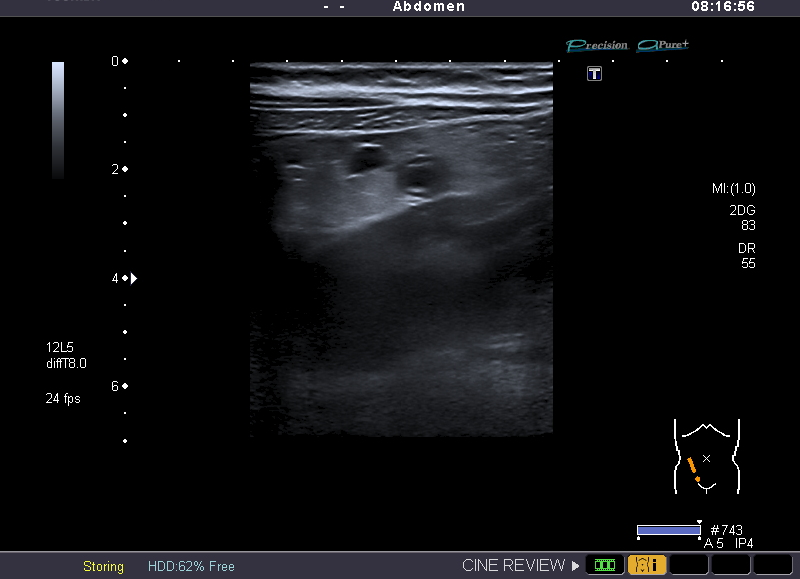 - -
Abdomen
08:16:56
Precision APure+
T
0
2
4
6
MI:(1.0)
2DG
83
DR
55
12L5
diffT8.0
24 fps
#743
A 5 IP4
Storing HDD:62% Free CINE REVIEW